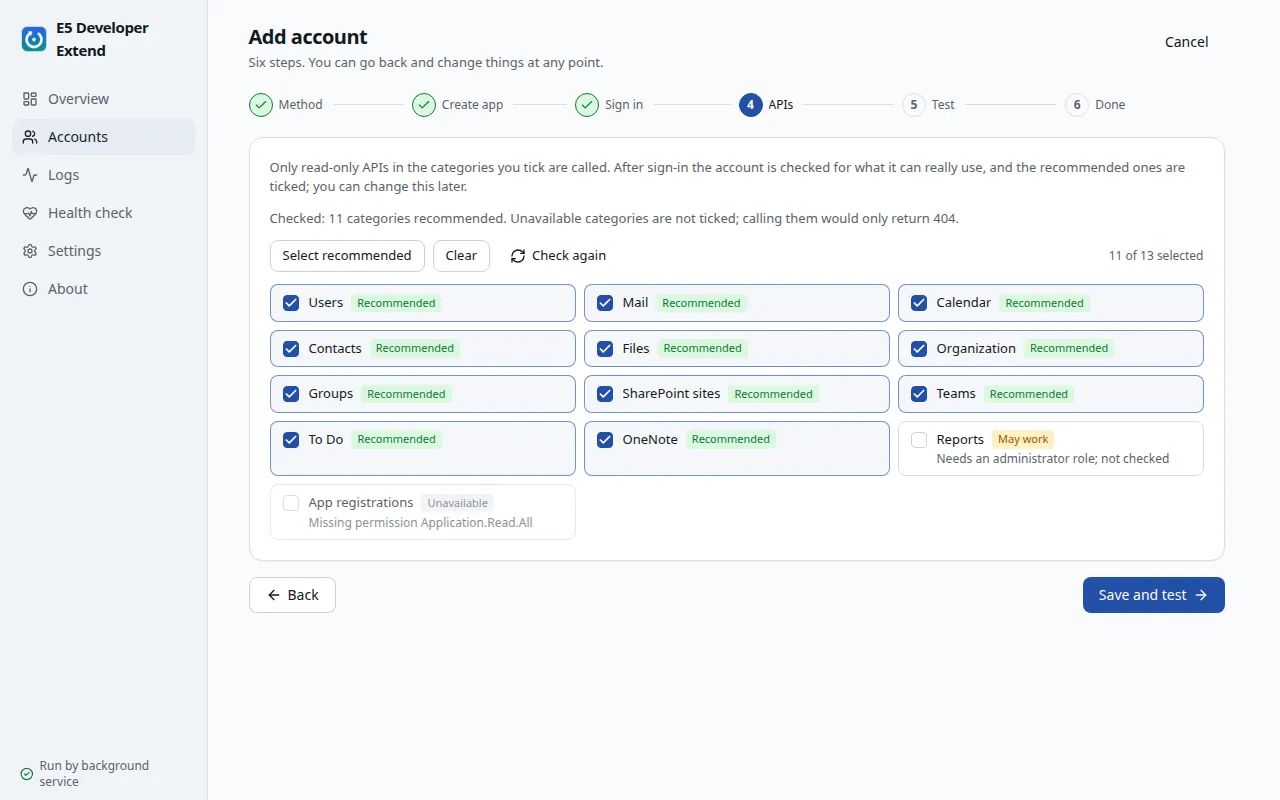 E5 Developer
Extend
Overview
Accounts
Logs
Health check
Settings
About
Run by background
service
Add account
Six steps. You can go back and change things at any point.
Cancel
Method
Create app
Sign in
4 APIs
5 Test
6 Done
Only read-only APIs in the categories you tick are called. After sign-in the account is checked for what it can really use, and the recommended ones are
ticked; you can change this later.
Checked: 11 categories recommended. Unavailable categories are not ticked; calling them would only return 404.
Select recommended
Clear
Check again
11 of 13 selected
Users Recommended
Mail Recommended
Calendar Recommended
Contacts Recommended
Files Recommended
Organization Recommended
Groups Recommended
SharePoint sites Recommended
Teams Recommended
To Do Recommended
OneNote Recommended
Reports May work
Needs an administrator role; not checked
App registrations Unavailable
Missing permission Application.Read.All
Back
Save and test